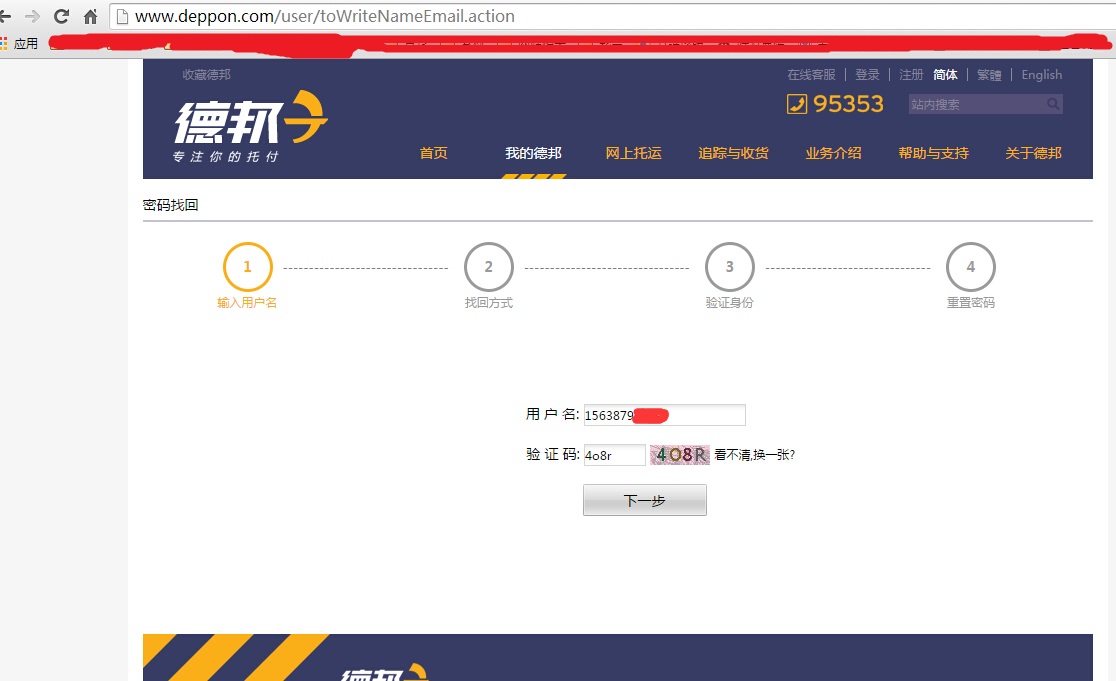 www.deppon.com/user/toWriteNameEmail.action
应用
收藏德邦
在线客服 登录 注册 简体 繁體 English
德邦
专注你的托付
95353
站内搜索
首页 我的德邦 网上托运 追踪与收货 业务介绍 帮助与支持 关于德邦
密码找回
1 2 3 4
输入用户名 找回方式 验证身份 重置密码
用 户 名: 1563879
验 证 码: 4o8r 4O8R 看不清,换一张?
下一步
德邦